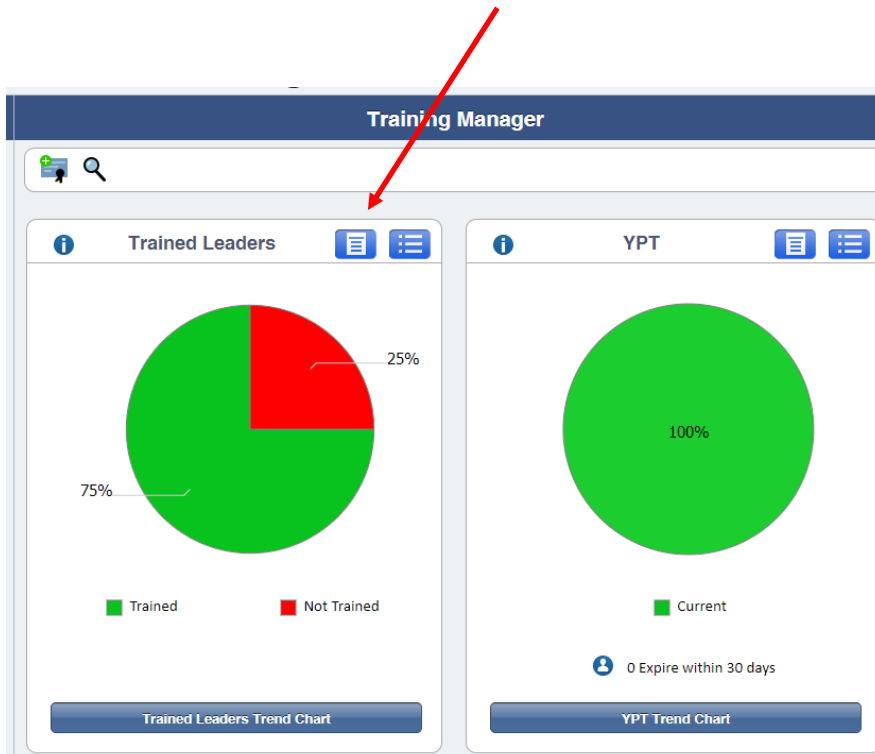 Training Manager
Trained Leaders
25%
75%
Trained
Not Trained
Trained Leaders Trend Chart
YPT
100%
Current
0 Expire within 30 days
YPT Trend Chart